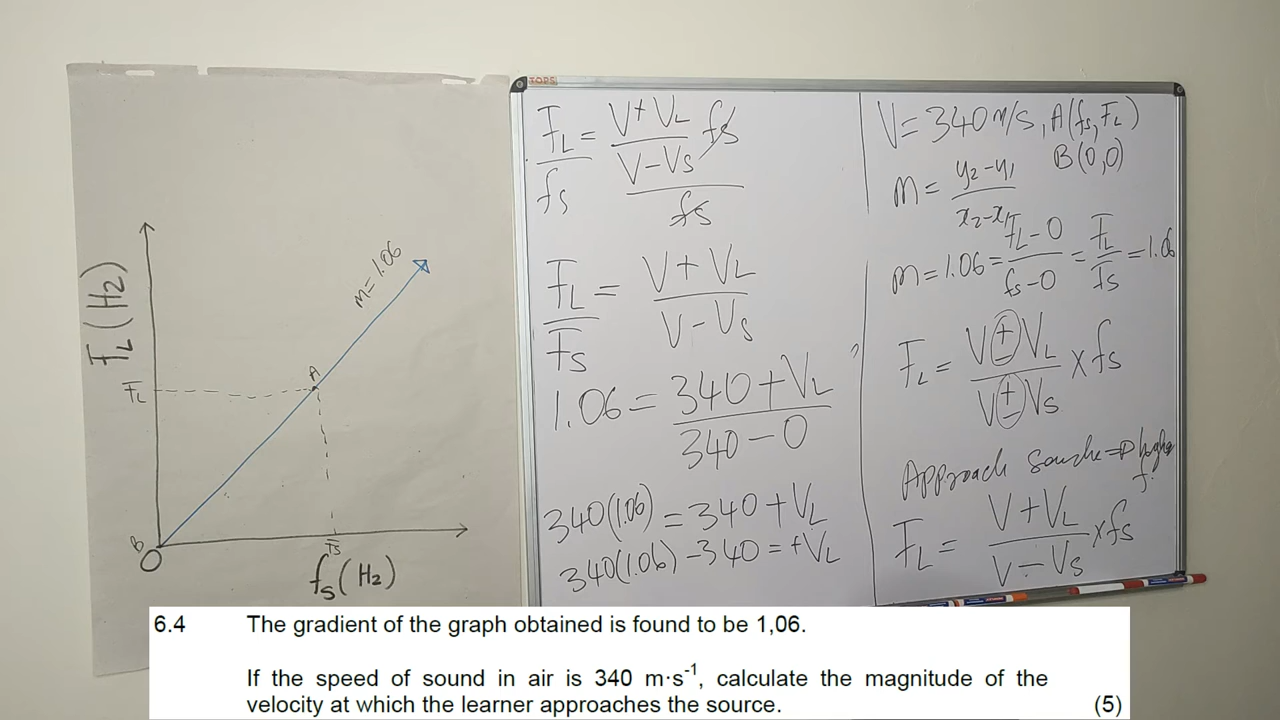 TOPS
F_L/f_s = (V + V_L)/(V - V_s) f_s / f_s
F_L/F_s = (V + V_L)/(V - V_s)
1.06 = (340 + V_L)/(340 - 0)
340(1.06) = 340 + V_L
340(1.06) - 340 = + V_L
V = 340 m/s, A(f_s, F_L)
B(0,0)
m = (y_2 - y_1)/(x_2 - x_1)
m = 1.06 = (F_L - 0)/(f_s - 0) = F_L/f_s = 1.06
F_L = (V ± V_L)/(V ± V_s) × f_s
Approach source ⇒ higher f.
F_L = (V + V_L)/(V - V_s) × f_s
F_L (Hz)
m = 1.06
A
F_L
B
O
F_s
f_s (Hz)
6.4 The gradient of the graph obtained is found to be 1,06.
If the speed of sound in air is 340 m·s⁻¹, calculate the magnitude of the
velocity at which the learner approaches the source. (5)